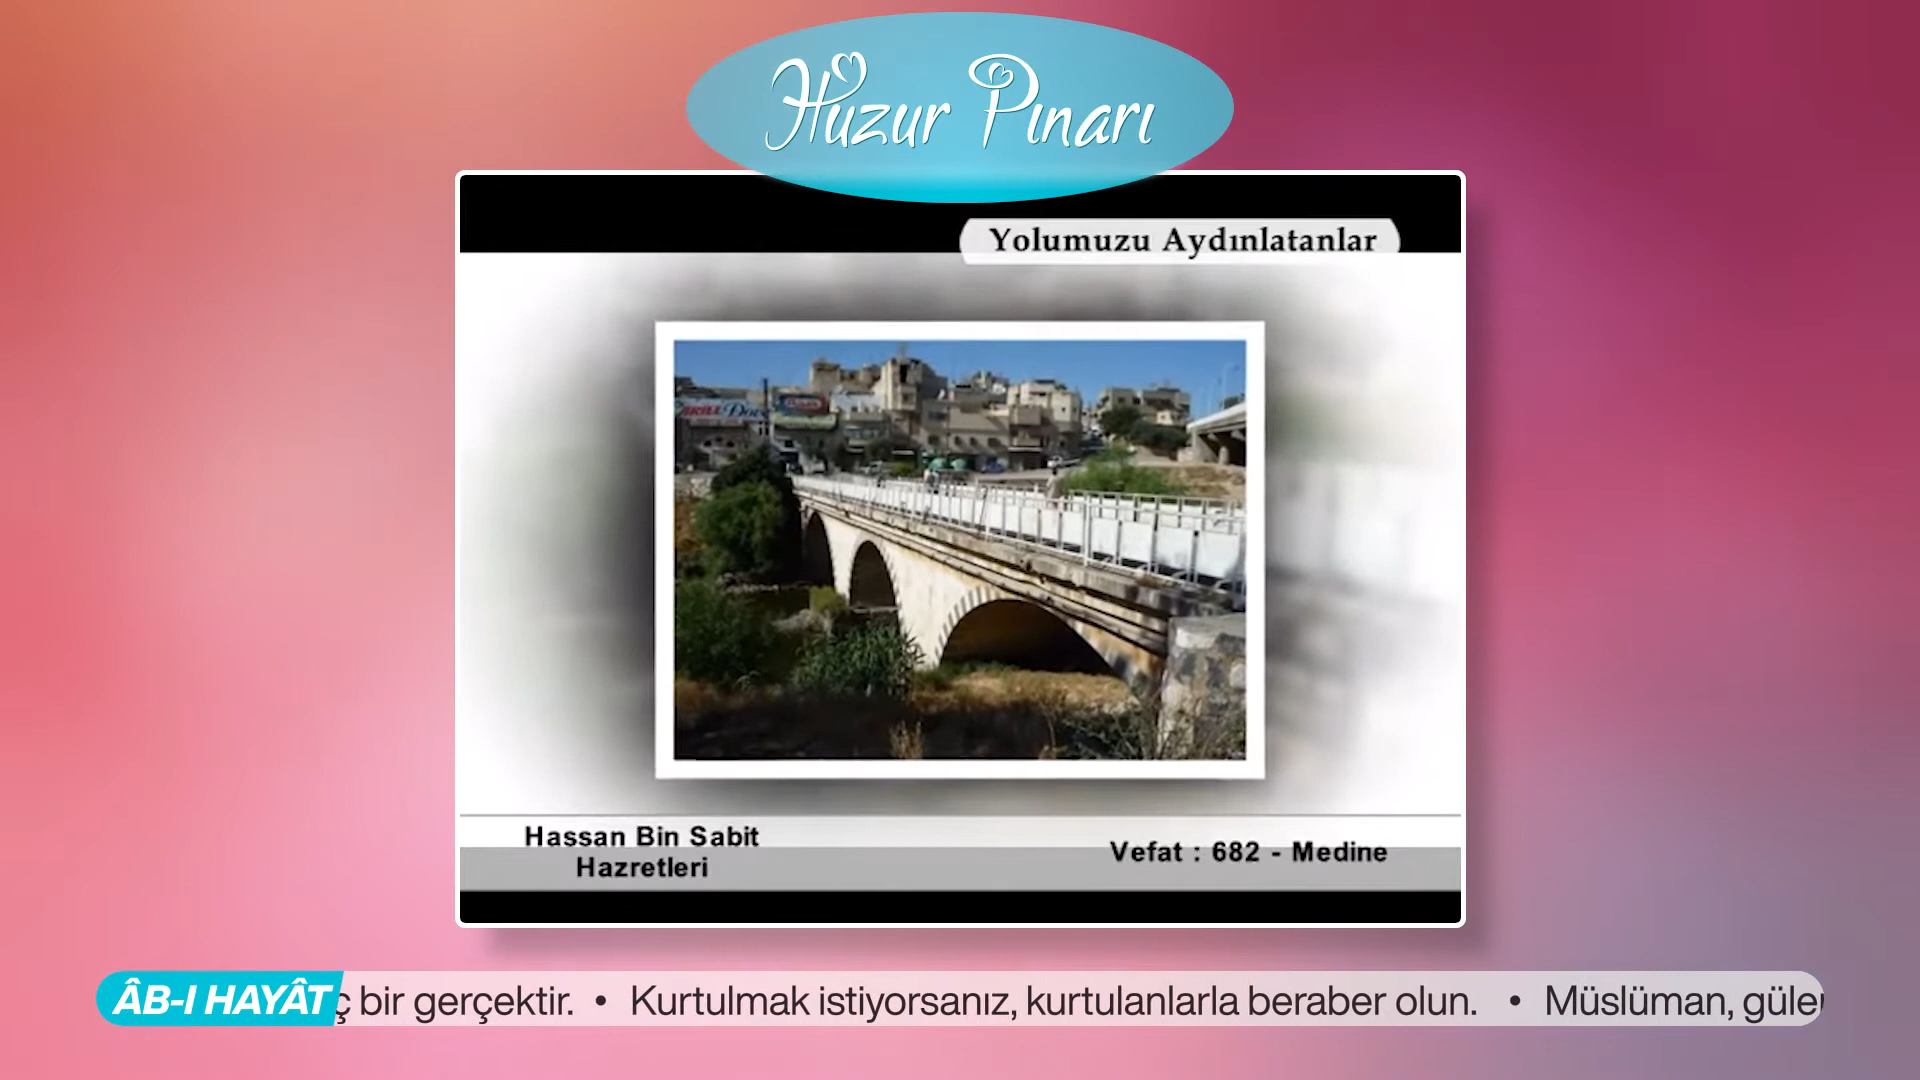 Huzur Pınarı
Yolumuzu Aydınlatanlar
Hassan Bin Sabit
Hazretleri
Vefat : 682 - Medine
ÂB-I HAYÂT
bir gerçektir. • Kurtulmak istiyorsanız, kurtulanlarla beraber olun. • Müslüman,